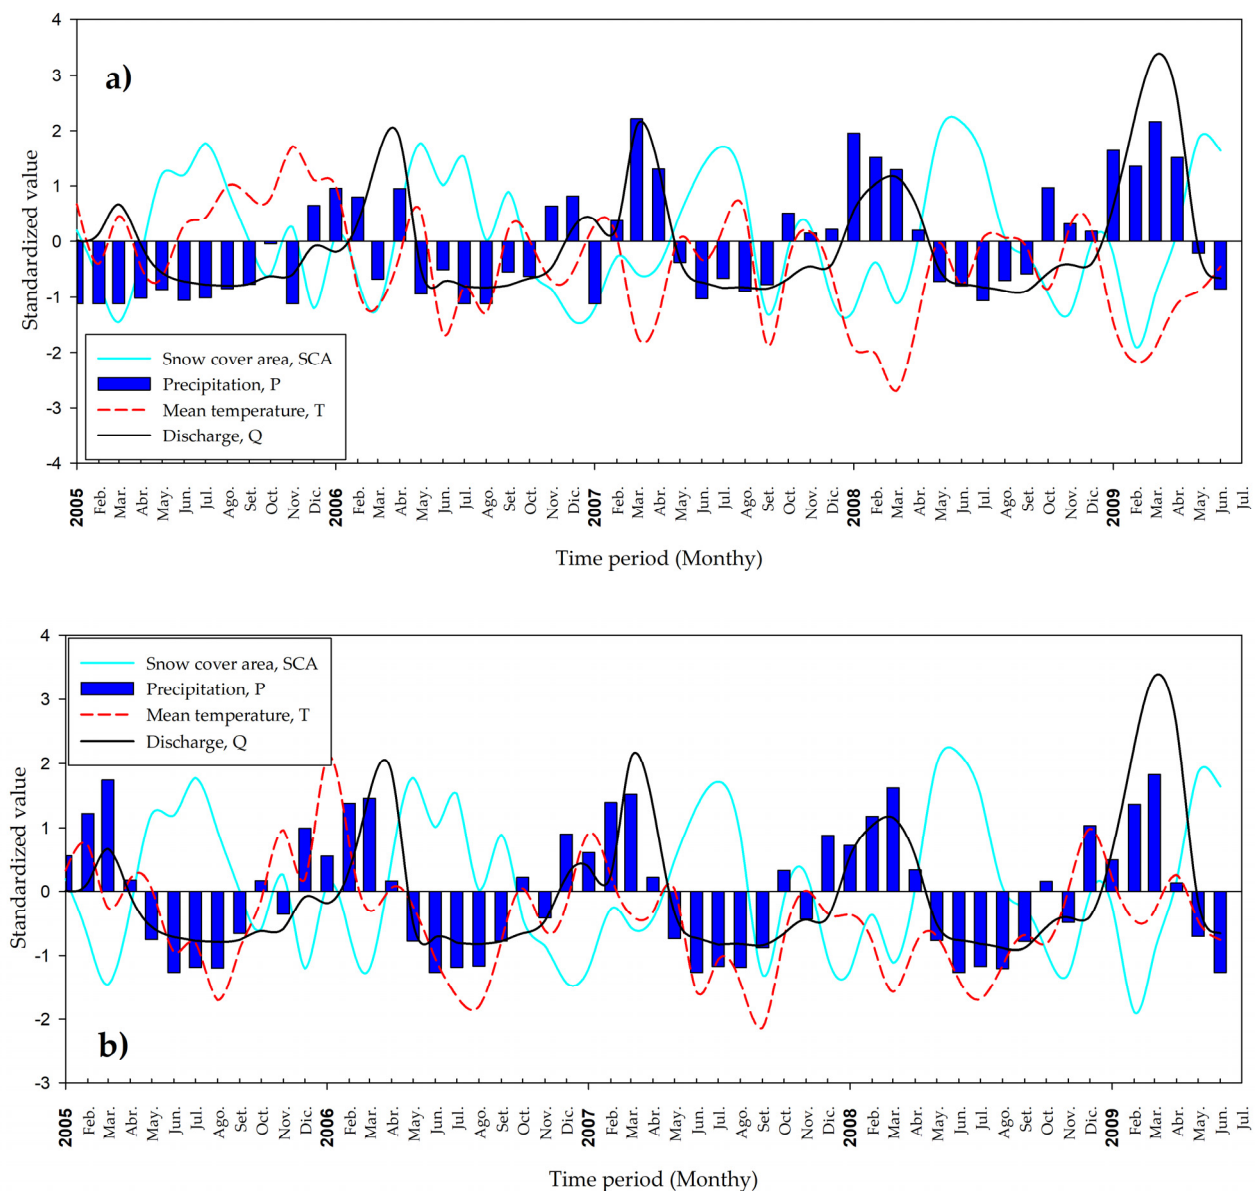 a)
4
3
2
1
0
-1
-2
-3
-4
Standardized value
Snow cover area, SCA
Precipitation, P
Mean temperature, T
Discharge, Q
2005 Feb. Mar. Abr. May. Jun. Jul. Ago. Set. Oct. Nov. Dic. 2006 Feb. Mar. Abr. May. Jun. Jul. Ago. Set. Oct. Nov. Dic. 2007 Feb. Mar. Abr. May. Jun. Jul. Ago. Set. Oct. Nov. Dic. 2008 Feb. Mar. Abr. May. Jun. Jul. Ago. Set. Oct. Nov. Dic. 2009 Feb. Mar. Abr. May. Jun. Jul.
Time period (Monthy)
4
3
2
1
0
-1
-2
-3
Standardized value
Snow cover area, SCA
Precipitation, P
Mean temperature, T
Discharge, Q
b)
2005 Feb. Mar. Abr. May. Jun. Jul. Ago. Set. Oct. Nov. Dic. 2006 Feb. Mar. Abr. May. Jun. Jul. Ago. Set. Oct. Nov. Dic. 2007 Feb. Mar. Abr. May. Jun. Jul. Ago. Set. Oct. Nov. Dic. 2008 Feb. Mar. Abr. May. Jun. Jul. Ago. Set. Oct. Nov. Dic. 2009 Feb. Mar. Abr. May. Jun. Jul.
Time period (Monthy)